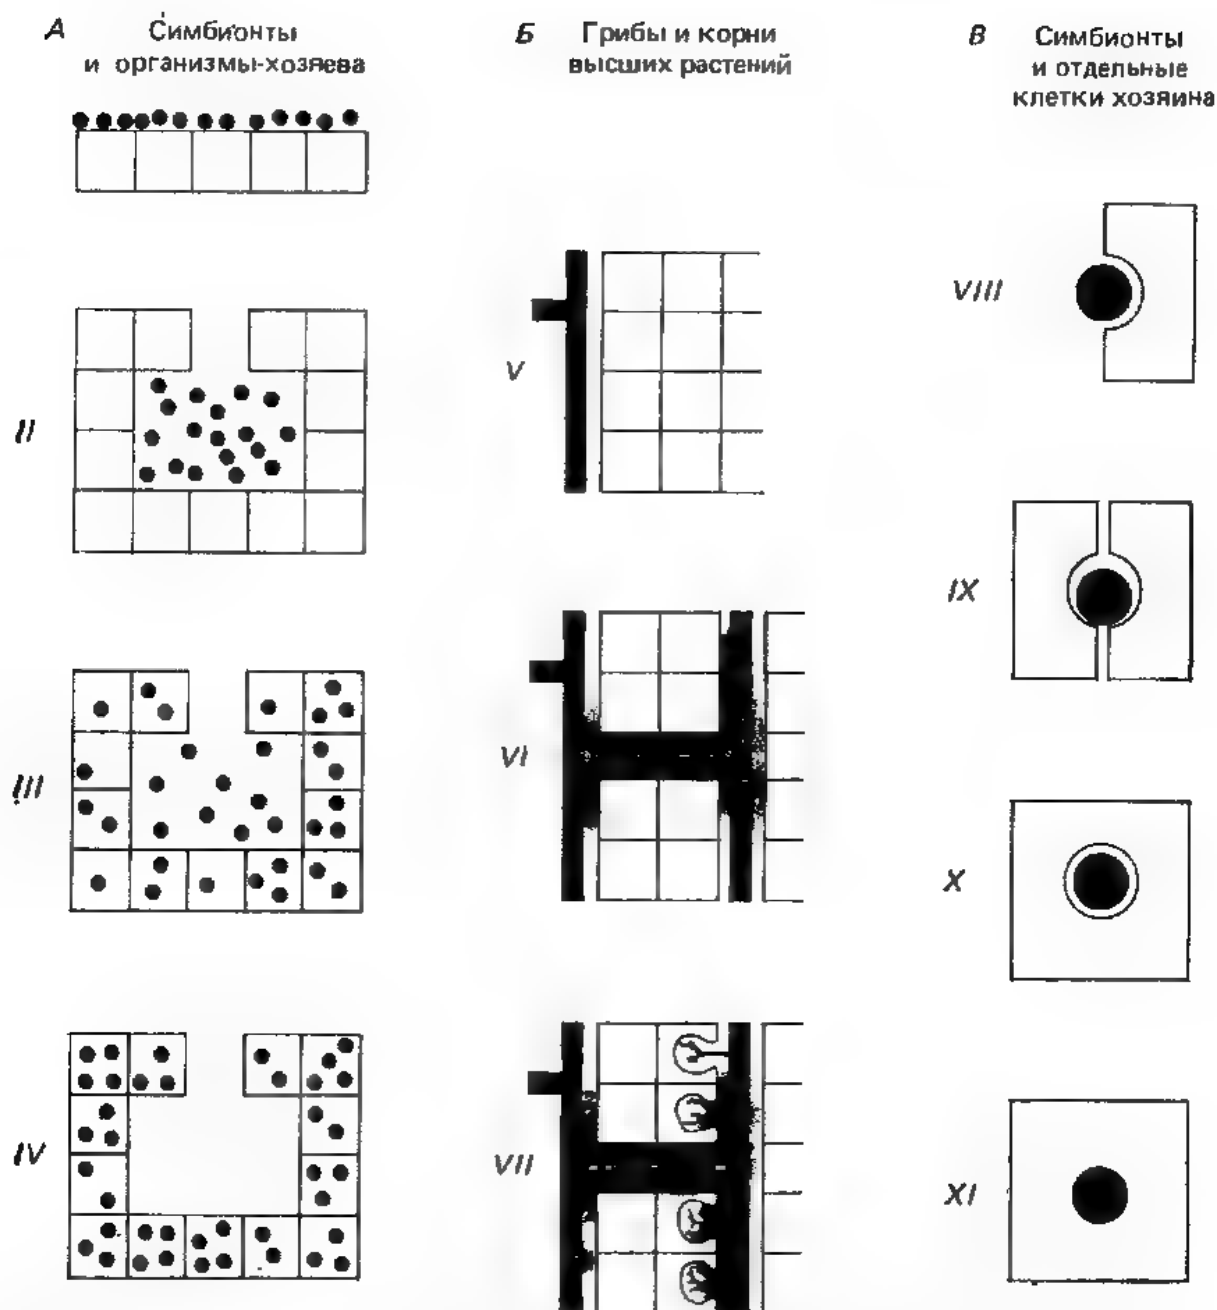 А
Симбионты
и организмы-хозяева
II
III
IV
Б
Грибы и корни
высших растений
V
VI
VII
В
Симбионты
и отдельные
клетки хозяина
VIII
IX
X
XI